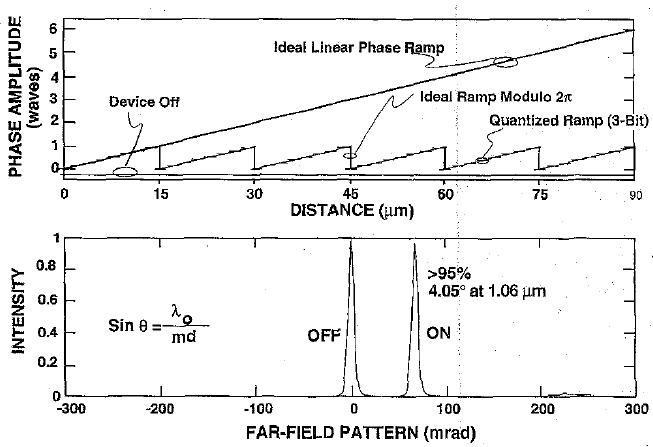 PHASE AMPLITUDE
(waves)
6
5
4
3
2
1
0
Ideal Linear Phase Ramp
Device Off
Ideal Ramp Modulo 2π
Quantized Ramp (3-Bit)
0 15 30 45 60 75 90
DISTANCE (µm)
INTENSITY
1
0.8
0.6
0.4
0.2
0
Sin θ = λo
md
OFF
ON
>95%
4.05° at 1.06 µm
-300 -200 -100 0 100 200 300
FAR-FIELD PATTERN (mrad)